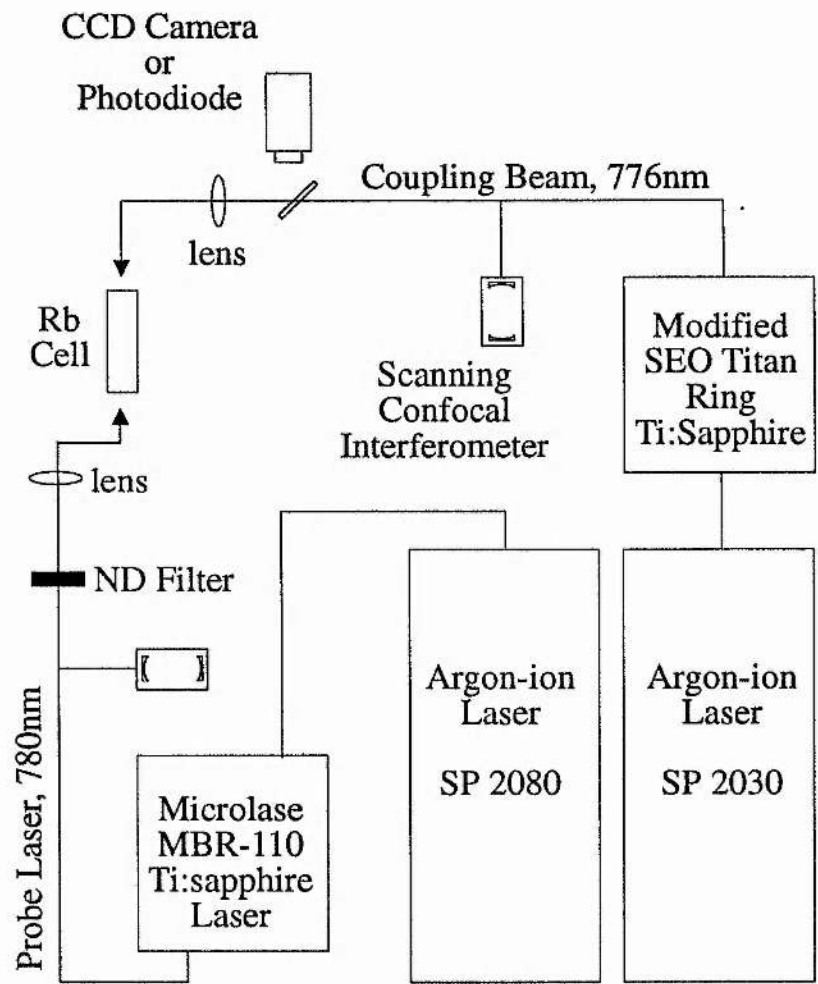 CCD Camera
or
Photodiode
Coupling Beam, 776nm
lens
Rb
Cell
Scanning
Confocal
Interferometer
Modified
SEO Titan
Ring
Ti:Sapphire
lens
ND Filter
Probe Laser, 780nm
Microlase
MBR-110
Ti:sapphire
Laser
Argon-ion
Laser
SP 2080
Argon-ion
Laser
SP 2030